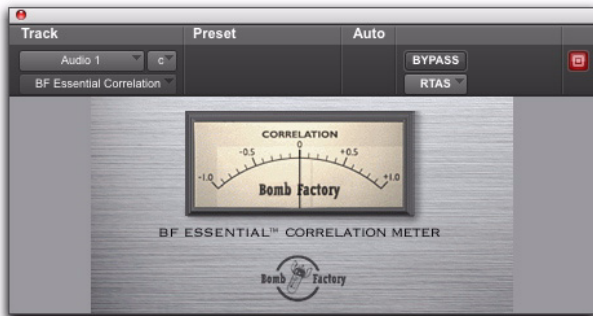 Track Preset Auto
Audio 1 c BYPASS
BF Essential Correlation RTAS
CORRELATION
-1.0 -0.5 0 +0.5 +1.0
Bomb Factory
BF ESSENTIAL™ CORRELATION METER
Bomb Factory